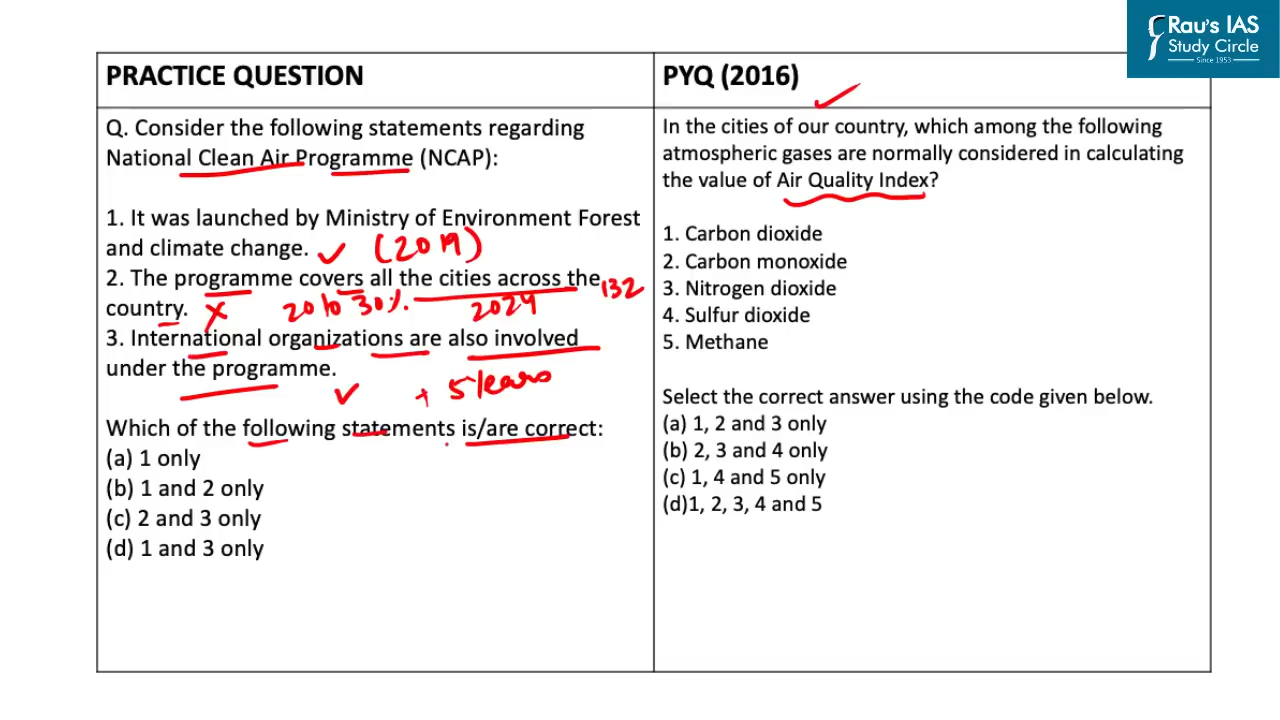 Rau's IAS
Study Circle
Since 1953
PRACTICE QUESTION
Q. Consider the following statements regarding
National Clean Air Programme (NCAP):
1. It was launched by Ministry of Environment Forest
and climate change. (2019)
2. The programme covers all the cities across the 132
country. 20 to 30%. 2024
3. International organizations are also involved
under the programme.
+ 5 Years
Which of the following statements is/are correct:
(a) 1 only
(b) 1 and 2 only
(c) 2 and 3 only
(d) 1 and 3 only
PYQ (2016)
In the cities of our country, which among the following
atmospheric gases are normally considered in calculating
the value of Air Quality Index?
1. Carbon dioxide
2. Carbon monoxide
3. Nitrogen dioxide
4. Sulfur dioxide
5. Methane
Select the correct answer using the code given below.
(a) 1, 2 and 3 only
(b) 2, 3 and 4 only
(c) 1, 4 and 5 only
(d)1, 2, 3, 4 and 5